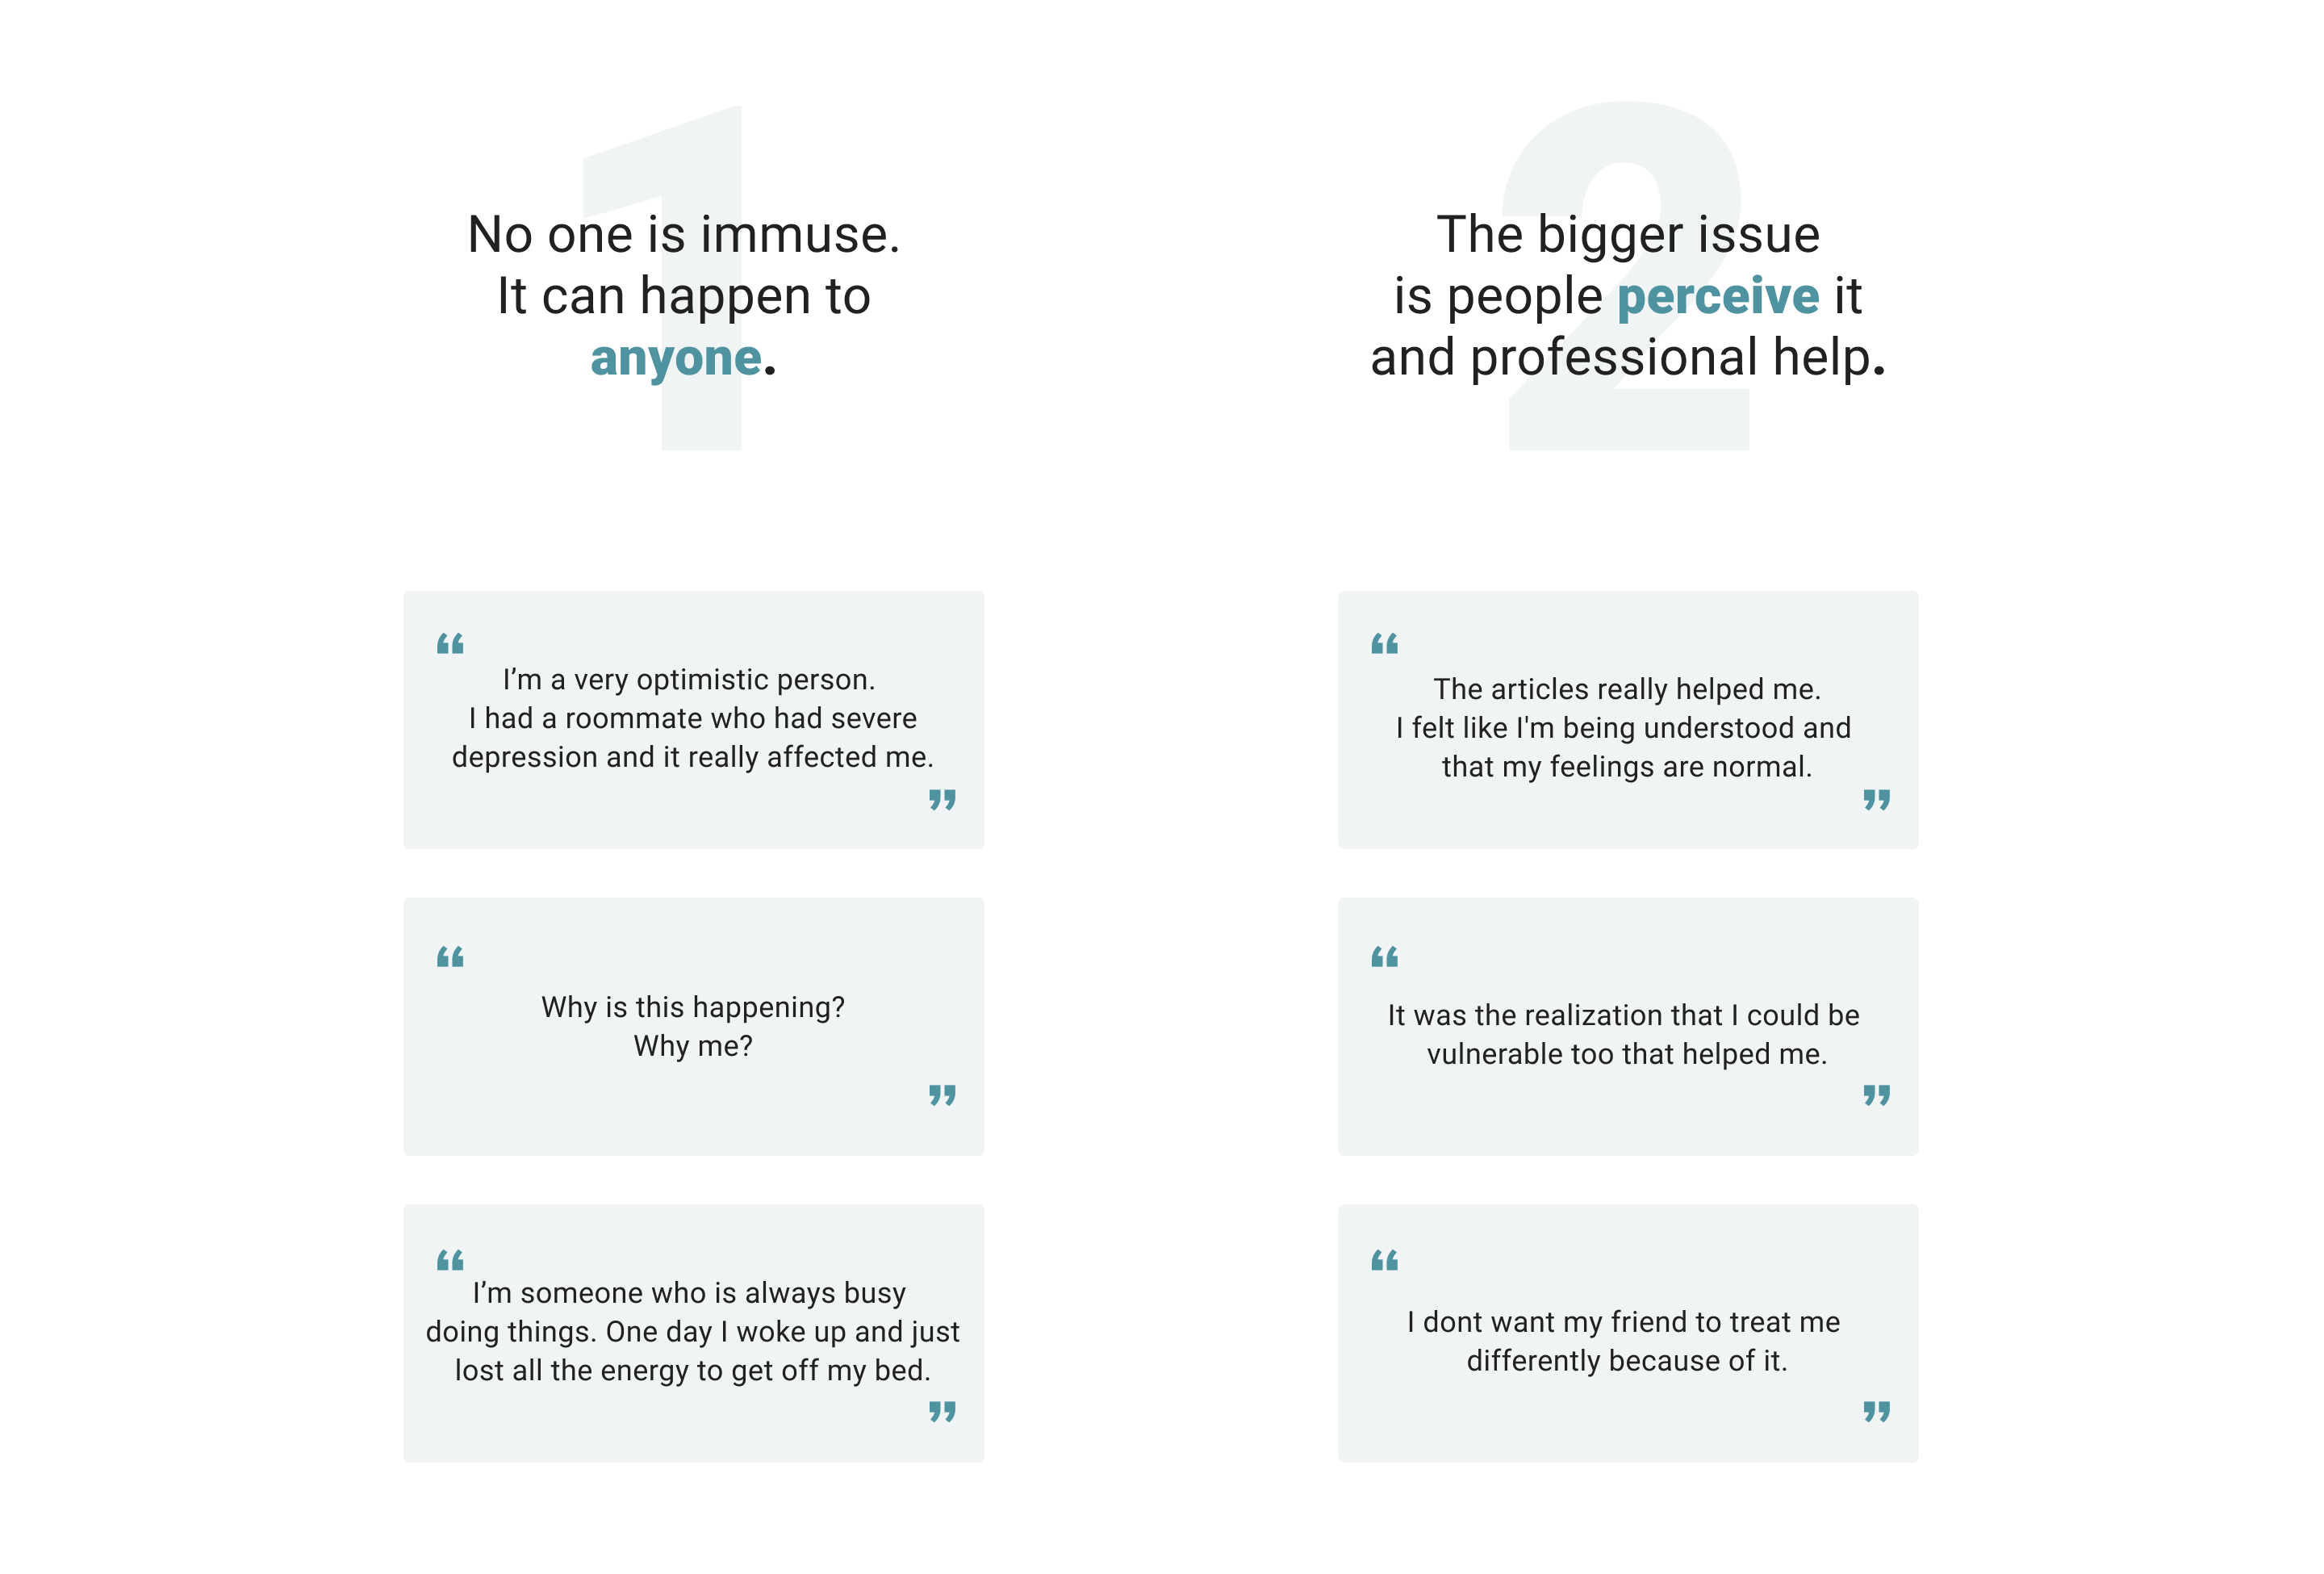 1
No one is immuse.
It can happen to
anyone.
“
I’m a very optimistic person.
I had a roommate who had severe
depression and it really affected me.
”
“
Why is this happening?
Why me?
”
“
I’m someone who is always busy
doing things. One day I woke up and just
lost all the energy to get off my bed.
”
2
The bigger issue
is people perceive it
and professional help.
“
The articles really helped me.
I felt like I'm being understood and
that my feelings are normal.
”
“
It was the realization that I could be
vulnerable too that helped me.
”
“
I dont want my friend to treat me
differently because of it.
”